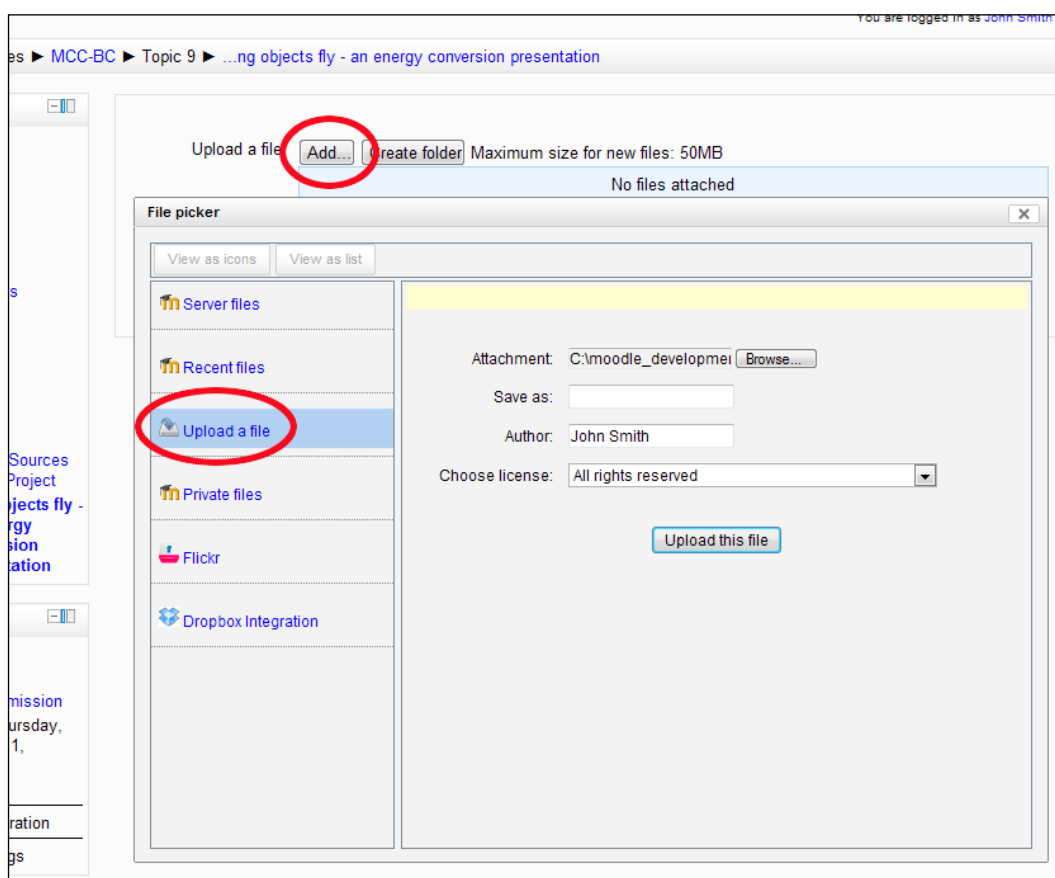 You are logged in as John Smith
es ► MCC-BC ► Topic 9 ► ...ng objects fly - an energy conversion presentation
Upload a file Add... Create folder Maximum size for new files: 50MB
No files attached
File picker
View as icons View as list
Server files
Recent files
Upload a file
Private files
Flickr
Dropbox Integration
Attachment: C:\moodle_developmer Browse...
Save as:
Author: John Smith
Choose license: All rights reserved
Upload this file
s
Sources
Project
jects fly -
rgy
sion
tation
mission
ursday,
1,
ration
gs